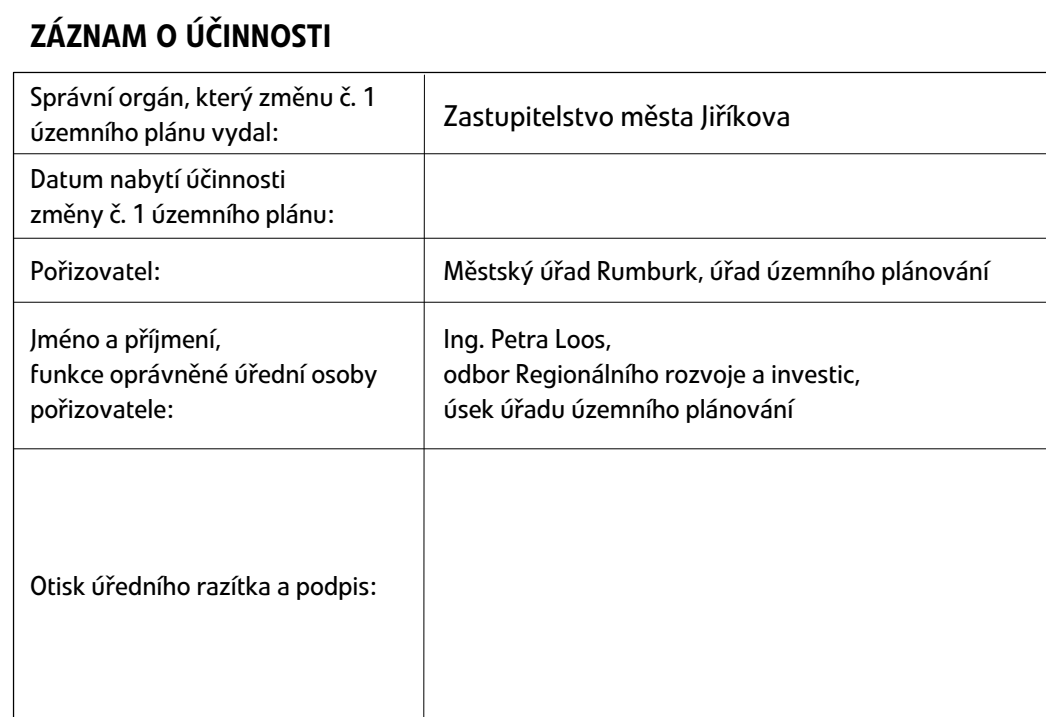 ZÁZNAM O ÚČINNOSTI
Správní orgán, který změnu č. 1
územního plánu vydal:
Zastupitelstvo města Jiříkova
Datum nabytí účinnosti
změny č. 1 územního plánu:
Pořizovatel:
Městský úřad Rumburk, úřad územního plánování
Jméno a příjmení,
funkce oprávněné úřední osoby
pořizovatele:
Ing. Petra Loos,
odbor Regionálního rozvoje a investic,
úsek úřadu územního plánování
Otisk úředního razítka a podpis: